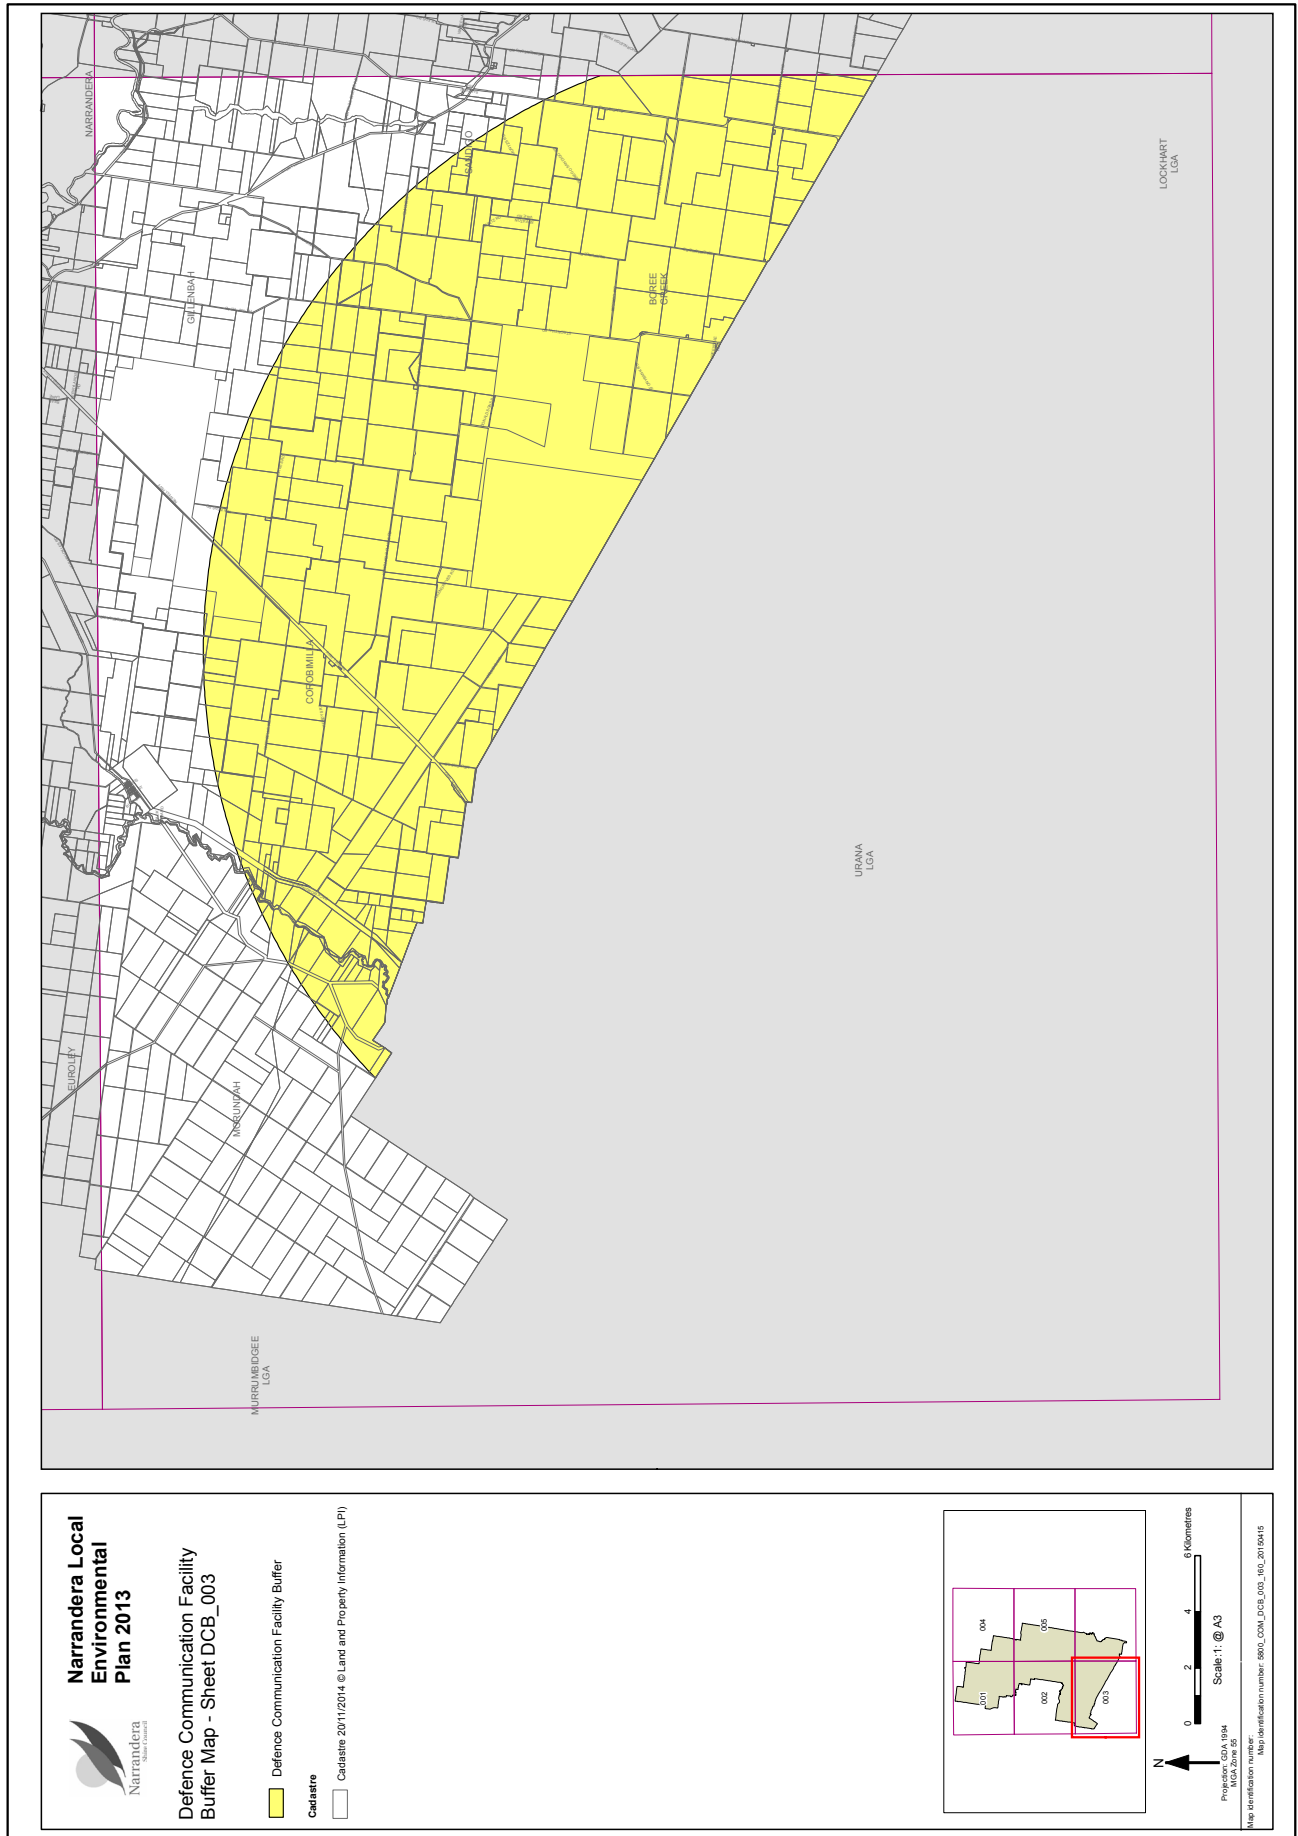 Narrandera Local
Environmental
Plan 2013
Narrandera
Shire Council
Defence Communication Facility
Buffer Map - Sheet DCB_003
Defence Communication Facility Buffer
Cadastre
Cadastre 20/11/2014 © Land and Property Information (LPI)
001
004
002
005
003
N
0
2
4
6 Kilometres
Scale:1: @ A3
Projection: GDA 1994
MGA Zone 55
Map identification number:
Map identification number: 5800_COM_DCB_003_160_20150415
NARRANDERA
GILLENBAH
SANDIGO
BOREE
CREEK
COROBIMILLA
EUROLEY
MORUNDAH
MURRUMBIDGEE
LGA
URANA
LGA
LOCKHART
LGA